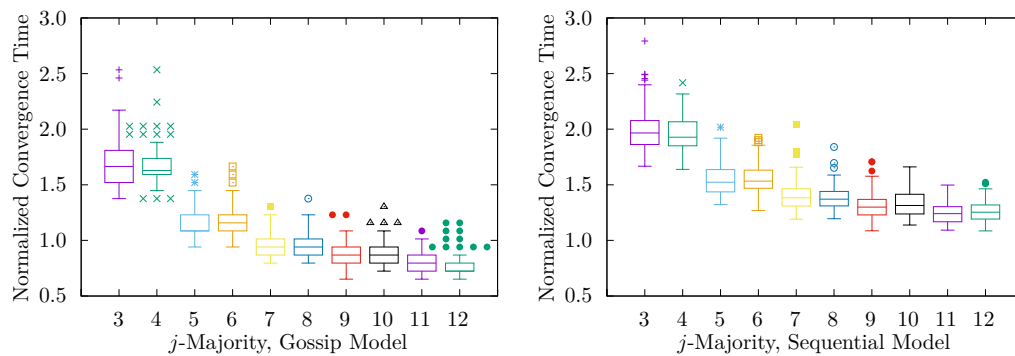 Normalized Convergence Time
3.0
2.5
2.0
1.5
1.0
0.5
3 4 5 6 7 8 9 10 11 12
j-Majority, Gossip Model
Normalized Convergence Time
3.0
2.5
2.0
1.5
1.0
0.5
3 4 5 6 7 8 9 10 11 12
j-Majority, Sequential Model